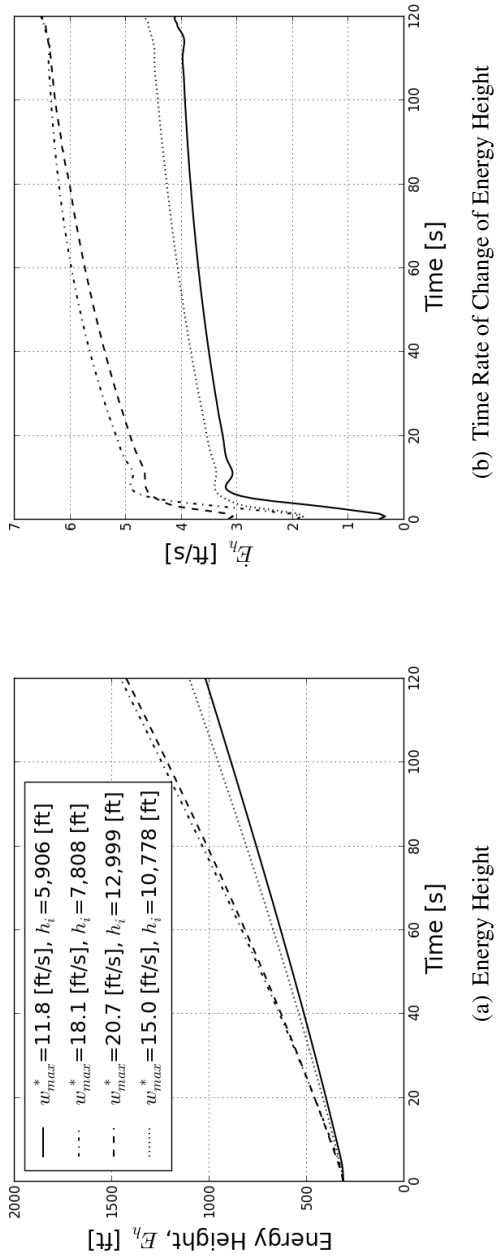 2000
1500
1000
500
0
Energy Height, E_h [ft]
w*_max=11.8 [ft/s], h_i=5,906 [ft]
w*_max=18.1 [ft/s], h_i=7,808 [ft]
w*_max=20.7 [ft/s], h_i=12,999 [ft]
w*_max=15.0 [ft/s], h_i=10,778 [ft]
0 20 40 60 80 100 120
Time [s]
(a) Energy Height
7
6
5
4
3
2
1
0
Ė_h [ft/s]
0 20 40 60 80 100 120
Time [s]
(b) Time Rate of Change of Energy Height